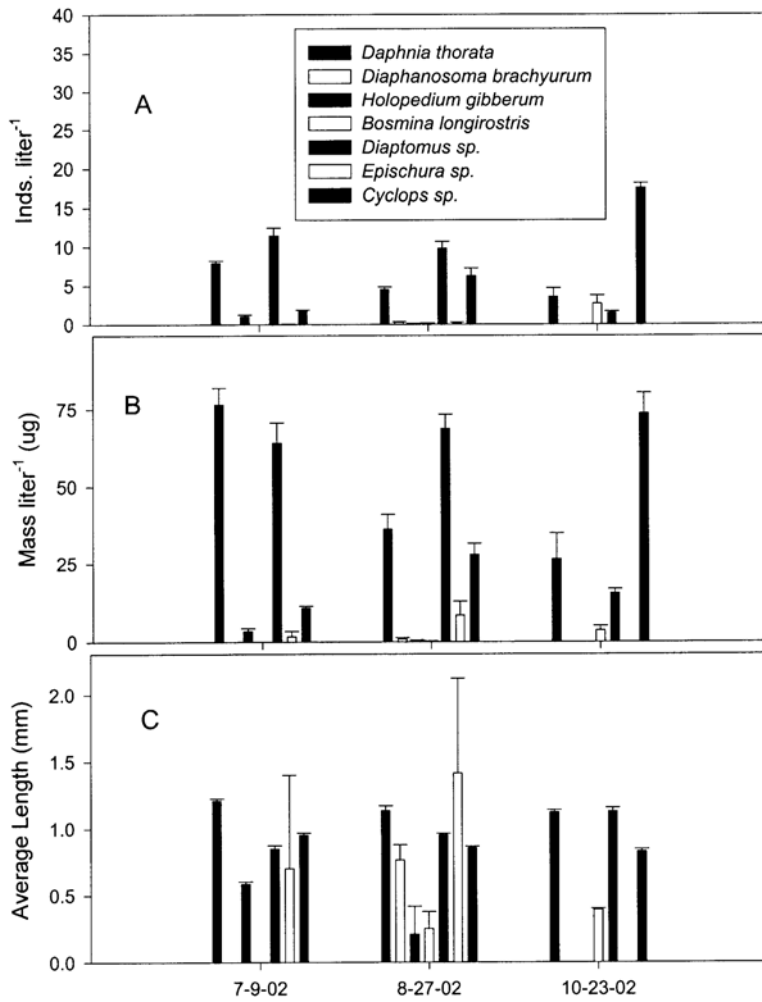 40
35
30
25
20
15
10
5
0
Inds. liter-1
A
Daphnia thorata
Diaphanosoma brachyurum
Holopedium gibberum
Bosmina longirostris
Diaptomus sp.
Epischura sp.
Cyclops sp.
75
50
25
0
Mass liter-1 (ug)
B
2.0
1.5
1.0
0.5
0.0
Average Length (mm)
C
7-9-02
8-27-02
10-23-02